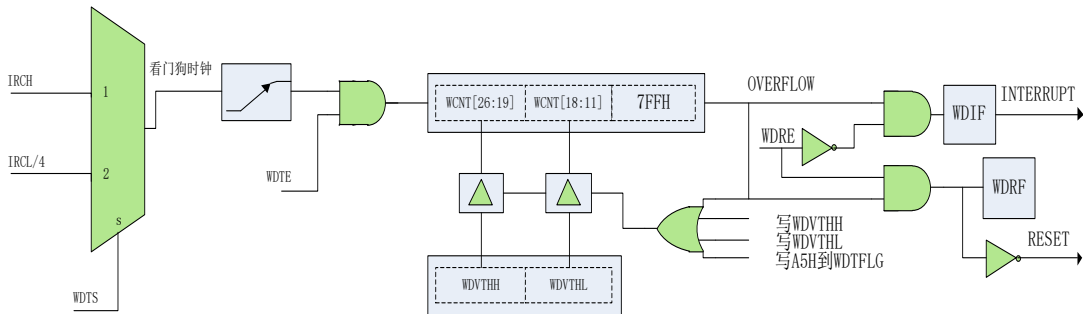 IRCH
1
看门狗时钟
IRCL/4
2
s
WDTS
WDTE
WCNT[26:19]
WCNT[18:11]
7FFH
WDVTHH
WDVTHL
OVERFLOW
WDRE
写WDVTHH
写WDVTHL
写A5H到WDTFLG
WDIF
INTERRUPT
WDRF
RESET